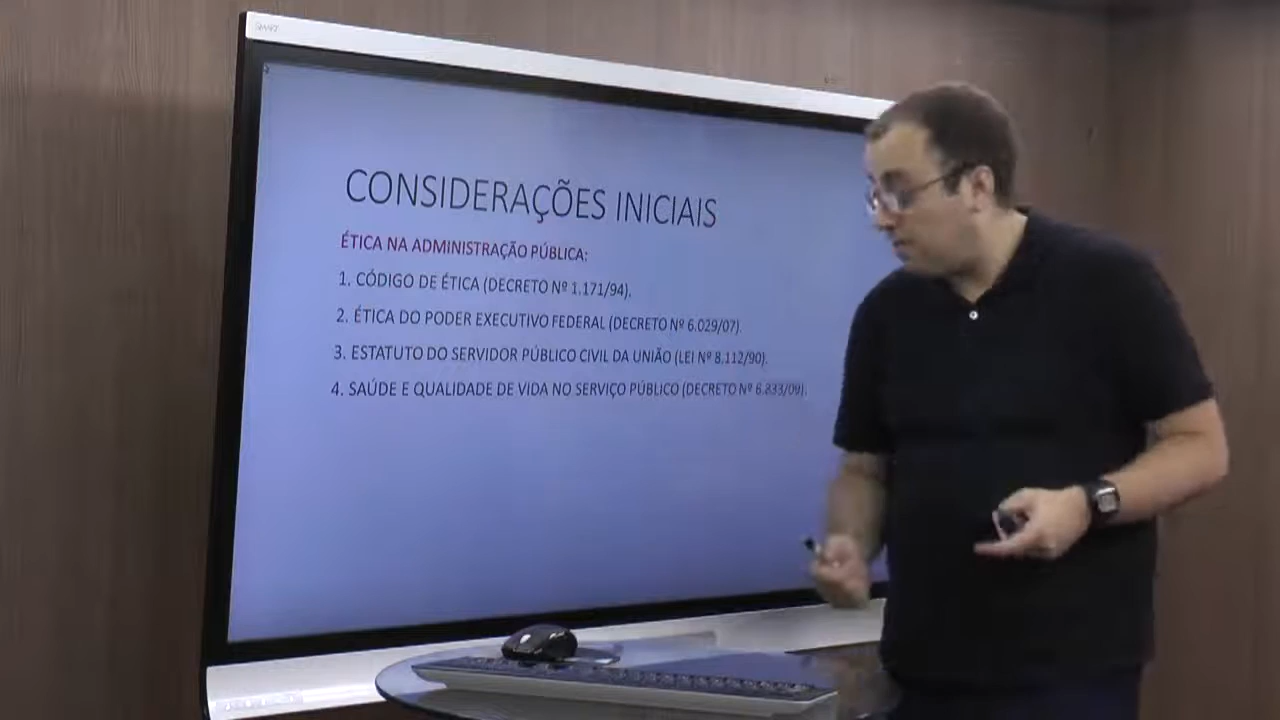 SMART
CONSIDERAÇÕES INICIAIS
ÉTICA NA ADMINISTRAÇÃO PÚBLICA:
1. CÓDIGO DE ÉTICA (DECRETO Nº 1.171/94).
2. ÉTICA DO PODER EXECUTIVO FEDERAL (DECRETO Nº 6.029/07).
3. ESTATUTO DO SERVIDOR PÚBLICO CIVIL DA UNIÃO (LEI Nº 8.112/90).
4. SAÚDE E QUALIDADE DE VIDA NO SERVIÇO PÚBLICO (DECRETO Nº 6.833/09).